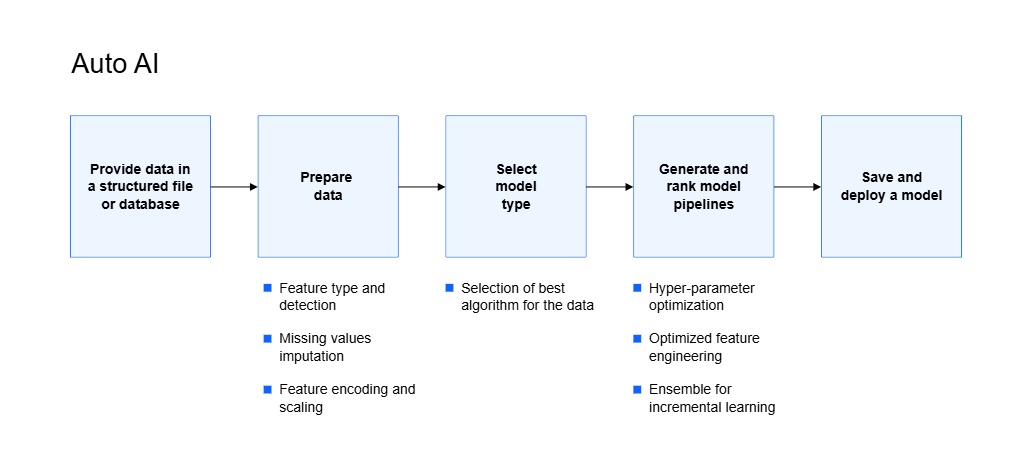 Auto AI
Provide data in
a structured file
or database
Prepare
data
Select
model
type
Generate and
rank model
pipelines
Save and
deploy a model
Feature type and
detection
Missing values
imputation
Feature encoding and
scaling
Selection of best
algorithm for the data
Hyper-parameter
optimization
Optimized feature
engineering
Ensemble for
incremental learning